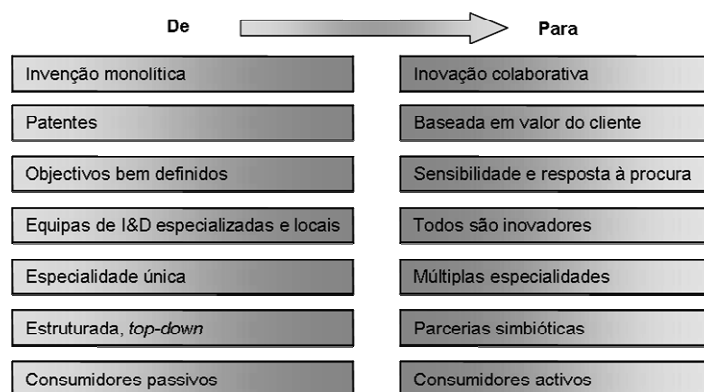 De Para
Invenção monolítica Inovação colaborativa
Patentes Baseada em valor do cliente
Objectivos bem definidos Sensibilidade e resposta à procura
Equipas de I&D especializadas e locais Todos são inovadores
Especialidade única Múltiplas especialidades
Estruturada, top-down Parcerias simbióticas
Consumidores passivos Consumidores activos